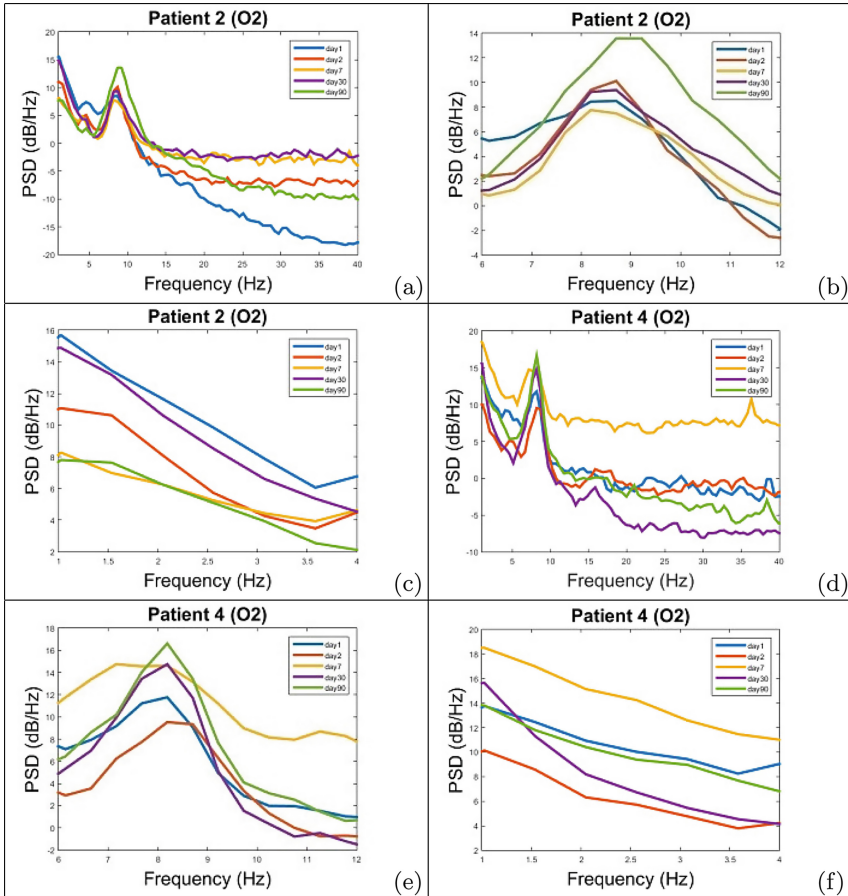 Patient 2 (O2)
PSD (dB/Hz)
20
15
10
5
0
-5
-10
-15
-20
5 10 15 20 25 30 35 40
Frequency (Hz)
day1
day2
day7
day30
day90
(a)
Patient 2 (O2)
PSD (dB/Hz)
14
12
10
8
6
4
2
0
-2
-4
6 7 8 9 10 11 12
Frequency (Hz)
day1
day2
day7
day30
day90
(b)
Patient 2 (O2)
PSD (dB/Hz)
16
14
12
10
8
6
4
2
1 1.5 2 2.5 3 3.5 4
Frequency (Hz)
day1
day2
day7
day30
day90
(c)
Patient 4 (O2)
PSD (dB/Hz)
20
15
10
5
0
-5
-10
5 10 15 20 25 30 35 40
Frequency (Hz)
day1
day2
day7
day30
day90
(d)
Patient 4 (O2)
PSD (dB/Hz)
18
16
14
12
10
8
6
4
2
0
-2
6 7 8 9 10 11 12
Frequency (Hz)
day1
day2
day7
day30
day90
(e)
Patient 4 (O2)
PSD (dB/Hz)
20
18
16
14
12
10
8
6
4
2
1 1.5 2 2.5 3 3.5 4
Frequency (Hz)
day1
day2
day7
day30
day90
(f)